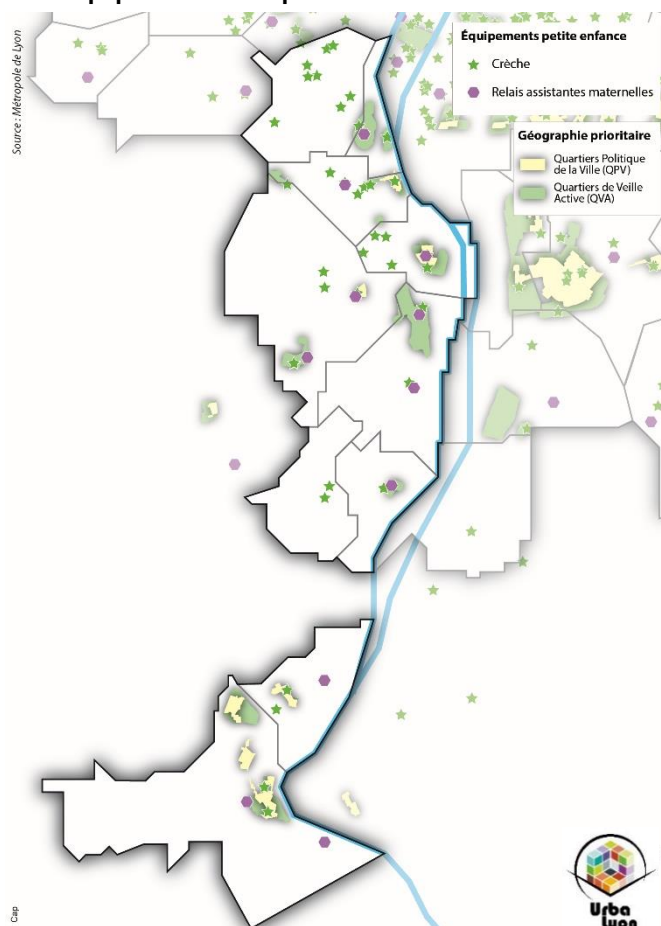 Source : Métropole de Lyon
Équipements petite enfance
Crèche
Relais assistantes maternelles
Géographie prioritaire
Quartiers Politique
de la Ville (QPV)
Quartiers de Veille
Active (QVA)
Cap
Urba
Lyon